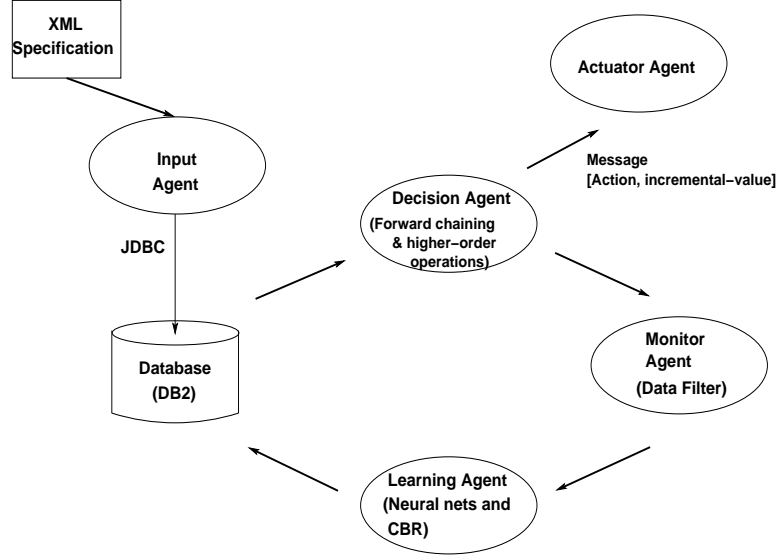 XML
Specification
Input
Agent
JDBC
Database
(DB2)
Decision Agent
(Forward chaining
& higher−order
operations)
Actuator Agent
Message
[Action, incremental−value]
Monitor
Agent
(Data Filter)
Learning Agent
(Neural nets and
CBR)